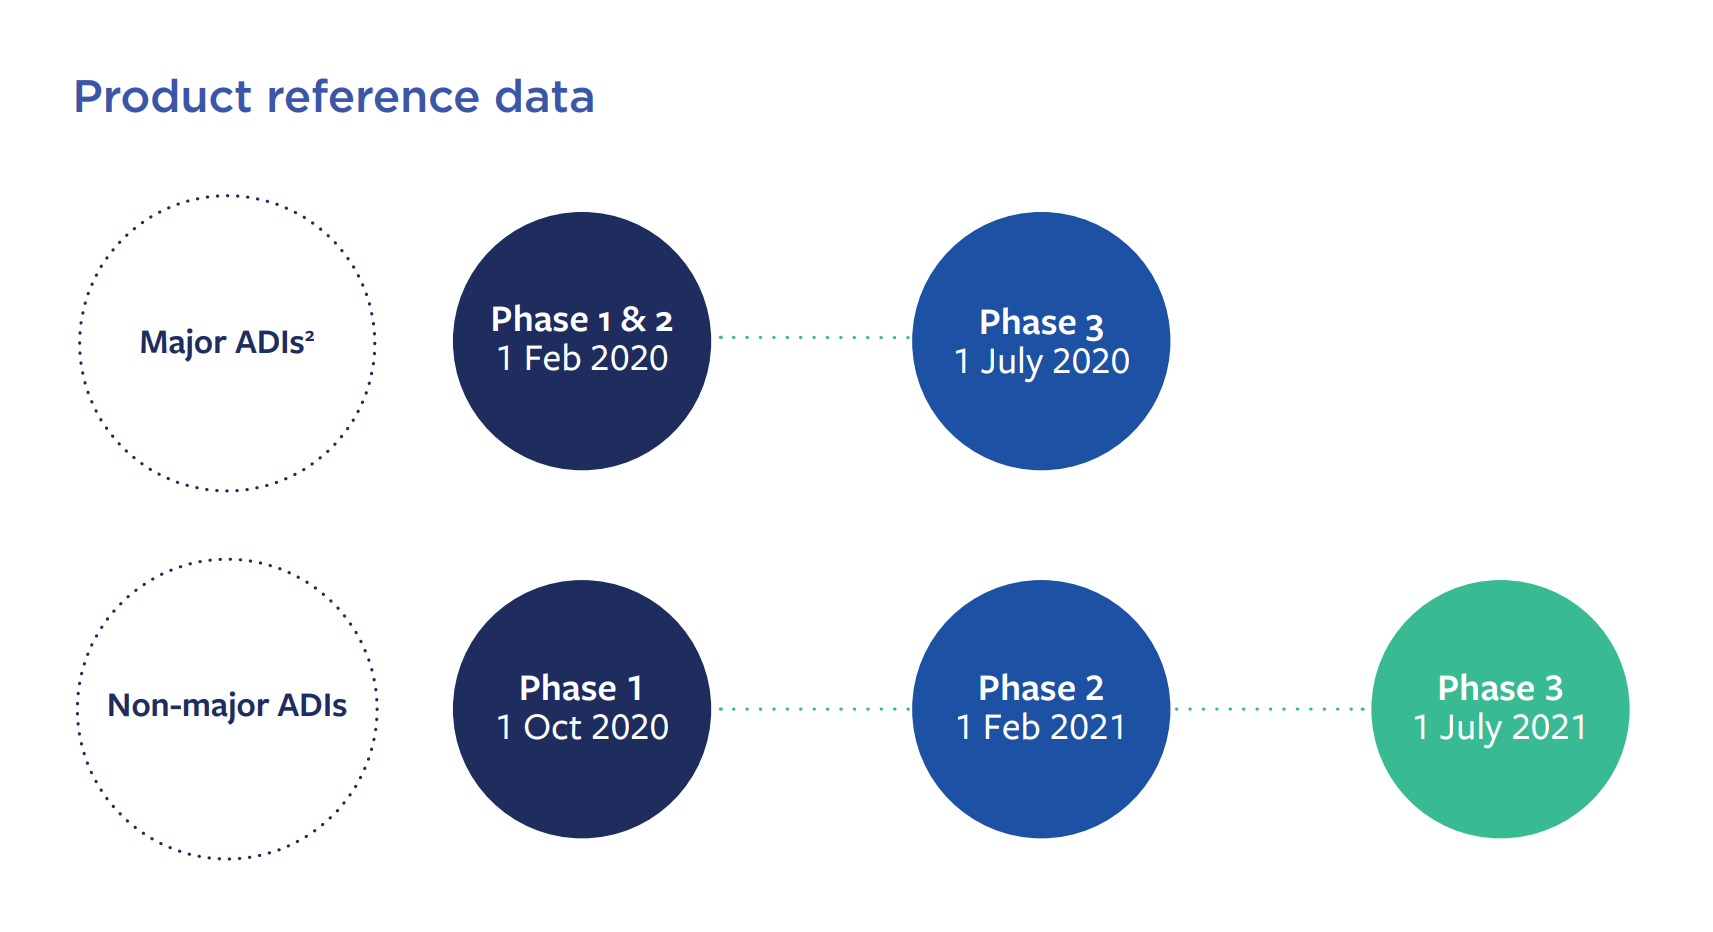 Product reference data
Major ADIs²
Phase 1 & 2
1 Feb 2020
Phase 3
1 July 2020
Non-major ADIs
Phase 1
1 Oct 2020
Phase 2
1 Feb 2021
Phase 3
1 July 2021